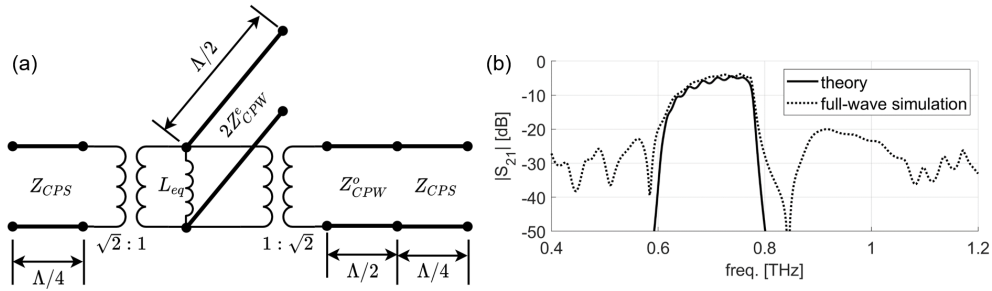 (a)
Λ/2
2Z^e_CPW
Z_CPS
L_eq
Z^o_CPW
Z_CPS
√2 : 1
1 : √2
Λ/4
Λ/2
Λ/4
(b)
0
-10
-20
-30
-40
-50
|S_21| [dB]
theory
full-wave simulation
0.4
0.6
0.8
1
1.2
freq. [THz]